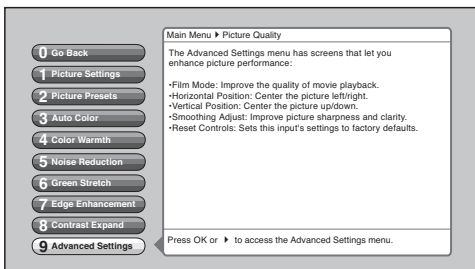 Main Menu ▶ Picture Quality
0 Go Back
1 Picture Settings
2 Picture Presets
3 Auto Color
4 Color Warmth
5 Noise Reduction
6 Green Stretch
7 Edge Enhancement
8 Contrast Expand
9 Advanced Settings
The Advanced Settings menu has screens that let you
enhance picture performance:
•Film Mode: Improve the quality of movie playback.
•Horizontal Position: Center the picture left/right.
•Vertical Position: Center the picture up/down.
•Smoothing Adjust: Improve picture sharpness and clarity.
•Reset Controls: Sets this input's settings to factory defaults.
Press OK or ▶ to access the Advanced Settings menu.